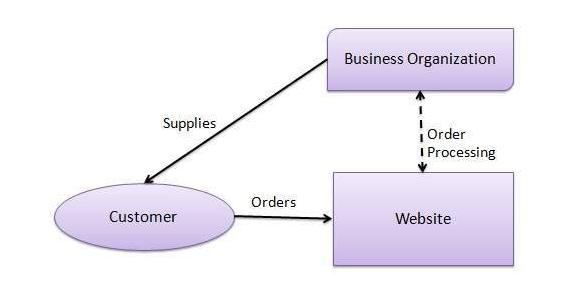 Business Organization
Supplies
Order
Processing
Customer
Orders
Website